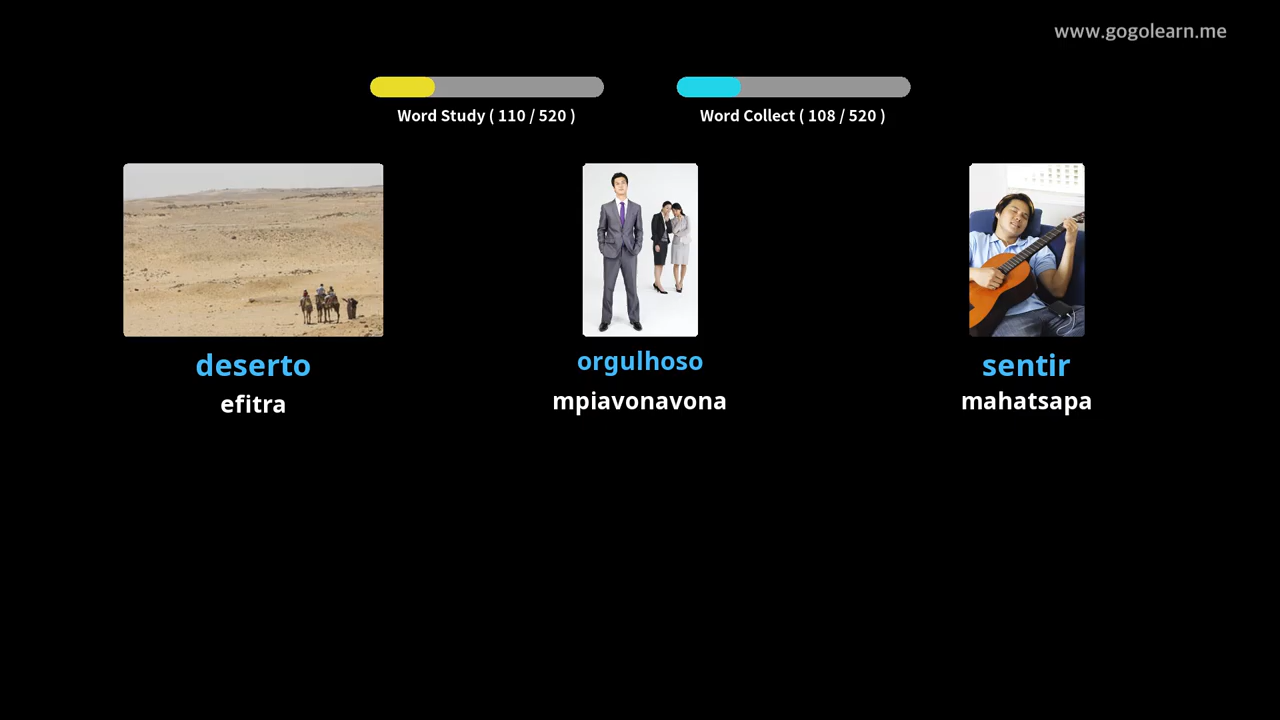 www.gogolearn.me
Word Study ( 110 / 520 )
Word Collect ( 108 / 520 )
deserto
efitra
orgulhoso
mpiavonavona
sentir
mahatsapa